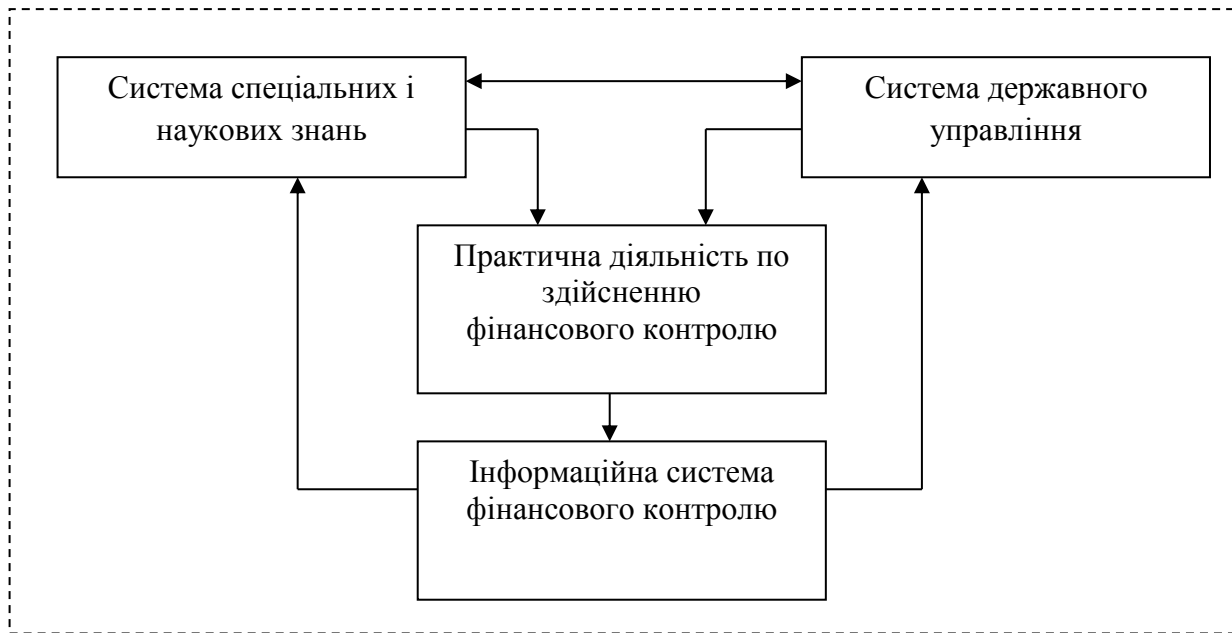 Система спеціальних і
наукових знань
Система державного
управління
Практична діяльність по
здійсненню
фінансового контролю
Інформаційна система
фінансового контролю